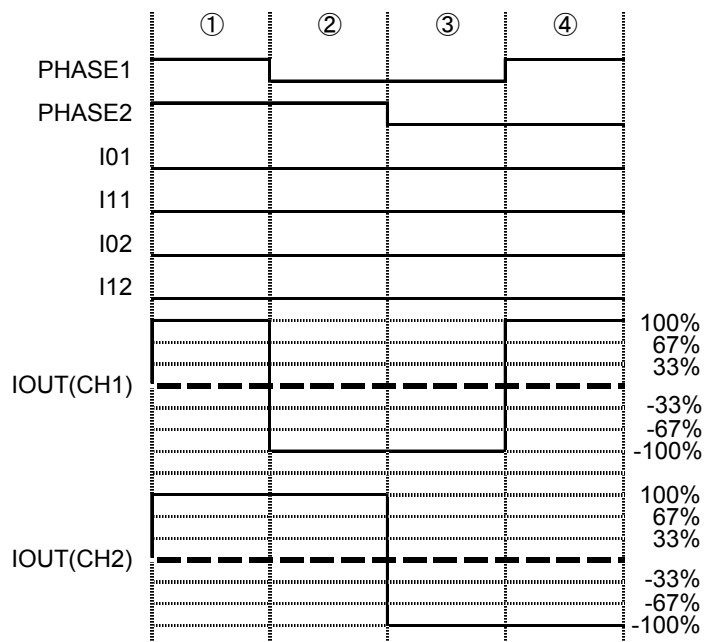 ① ② ③ ④
PHASE1
PHASE2
I01
I11
I02
I12
IOUT(CH1)
100%
67%
33%
-33%
-67%
-100%
IOUT(CH2)
100%
67%
33%
-33%
-67%
-100%